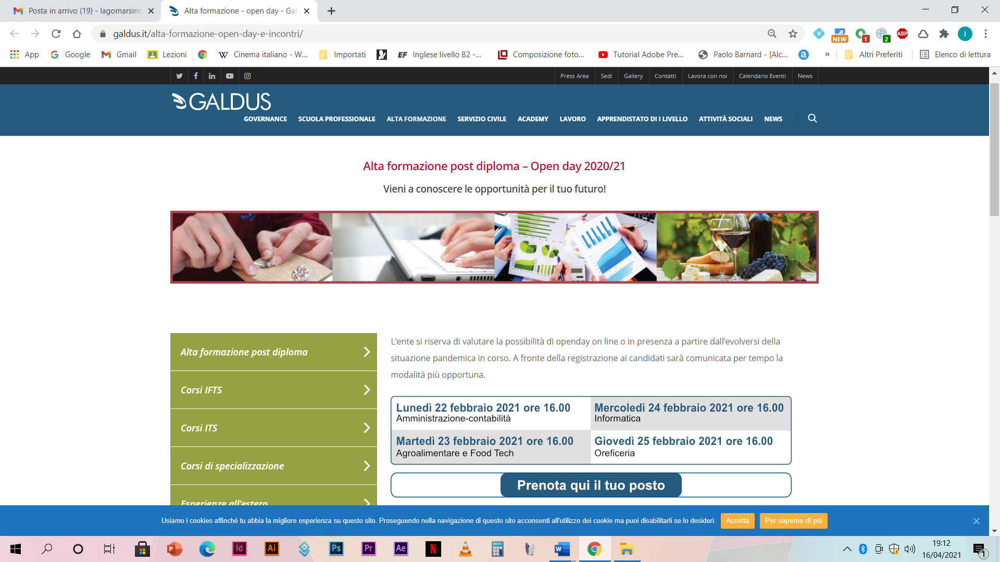 Posta in arrivo (19) - lagomarsino
Alta formazione - open day - Gal
galdus.it/alta-formazione-open-day-e-incontri/
NEW
1
2
ABP
I
App
Google
Gmail
Lezioni
Cinema italiano - W...
Importati
EF
Inglese livello B2 -...
Composizione foto...
Tutorial Adobe Pre...
Paolo Barnard - [Alc...
a
»
Altri Preferiti
Elenco di lettura
Press Area
Sedi
Gallery
Contatti
Lavora con noi
Calendario Eventi
News
GALDUS
GOVERNANCE
SCUOLA PROFESSIONALE
ALTA FORMAZIONE
SERVIZIO CIVILE
ACADEMY
LAVORO
APPRENDISTATO DI I LIVELLO
ATTIVITÀ SOCIALI
NEWS
Alta formazione post diploma – Open day 2020/21
Vieni a conoscere le opportunità per il tuo futuro!
Alta formazione post diploma
Corsi IFTS
Corsi ITS
Corsi di specializzazione
Esperienze all'estero
L'ente si riserva di valutare la possibilità di openday on line o in presenza a partire dall'evolversi della
situazione pandemica in corso. A fronte della registrazione ai candidati sarà comunicata per tempo la
modalità più opportuna.
Lunedì 22 febbraio 2021 ore 16.00
Amministrazione-contabilità
Mercoledì 24 febbraio 2021 ore 16.00
Informatica
Martedì 23 febbraio 2021 ore 16.00
Agroalimentare e Food Tech
Giovedì 25 febbraio 2021 ore 16.00
Oreficeria
Prenota qui il tuo posto
Usiamo i cookies affinché tu abbia la migliore esperienza su questo sito. Proseguendo nella navigazione di questo sito acconsenti all'utilizzo dei cookie ma puoi disabilitarli se lo desideri.
Accetta
Per saperne di più
Id
Ai
Ps
Pr
Ae
N
W
19:12
16/04/2021
1